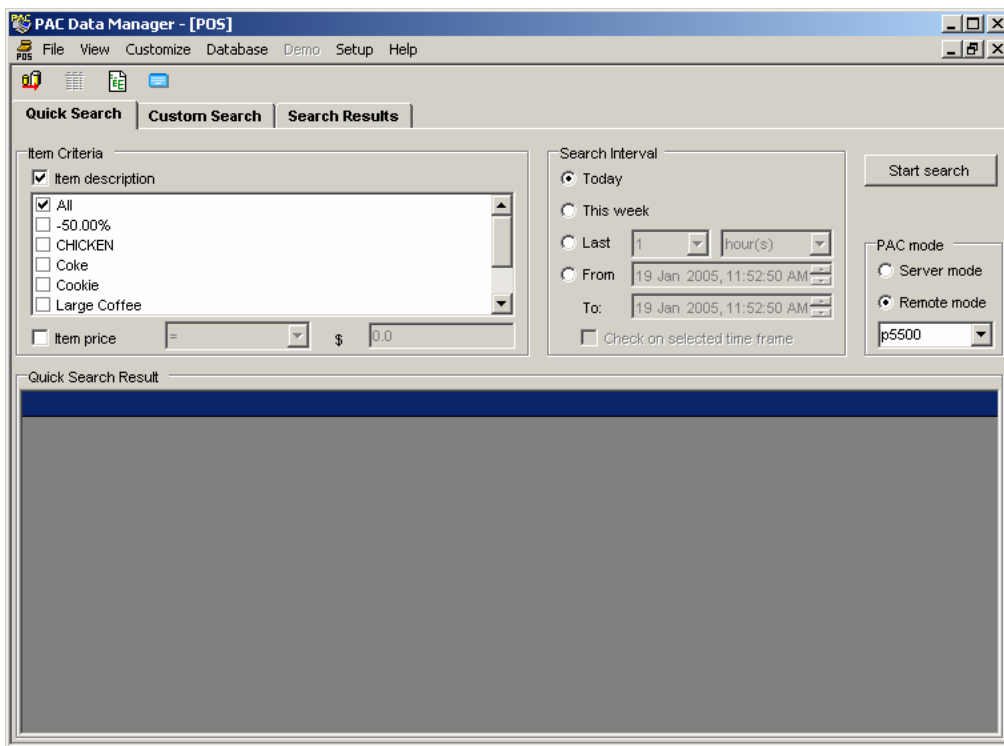 PAC Data Manager - [POS]
POS File View Customize Database Demo Setup Help
Quick Search Custom Search Search Results
Item Criteria
Item description
All
-50.00%
CHICKEN
Coke
Cookie
Large Coffee
Item price = $ 0.0
Search Interval
Today
This week
Last 1 hour(s)
From 19 Jan 2005, 11:52:50 AM
To: 19 Jan 2005, 11:52:50 AM
Check on selected time frame
Start search
PAC mode
Server mode
Remote mode
p5500
Quick Search Result